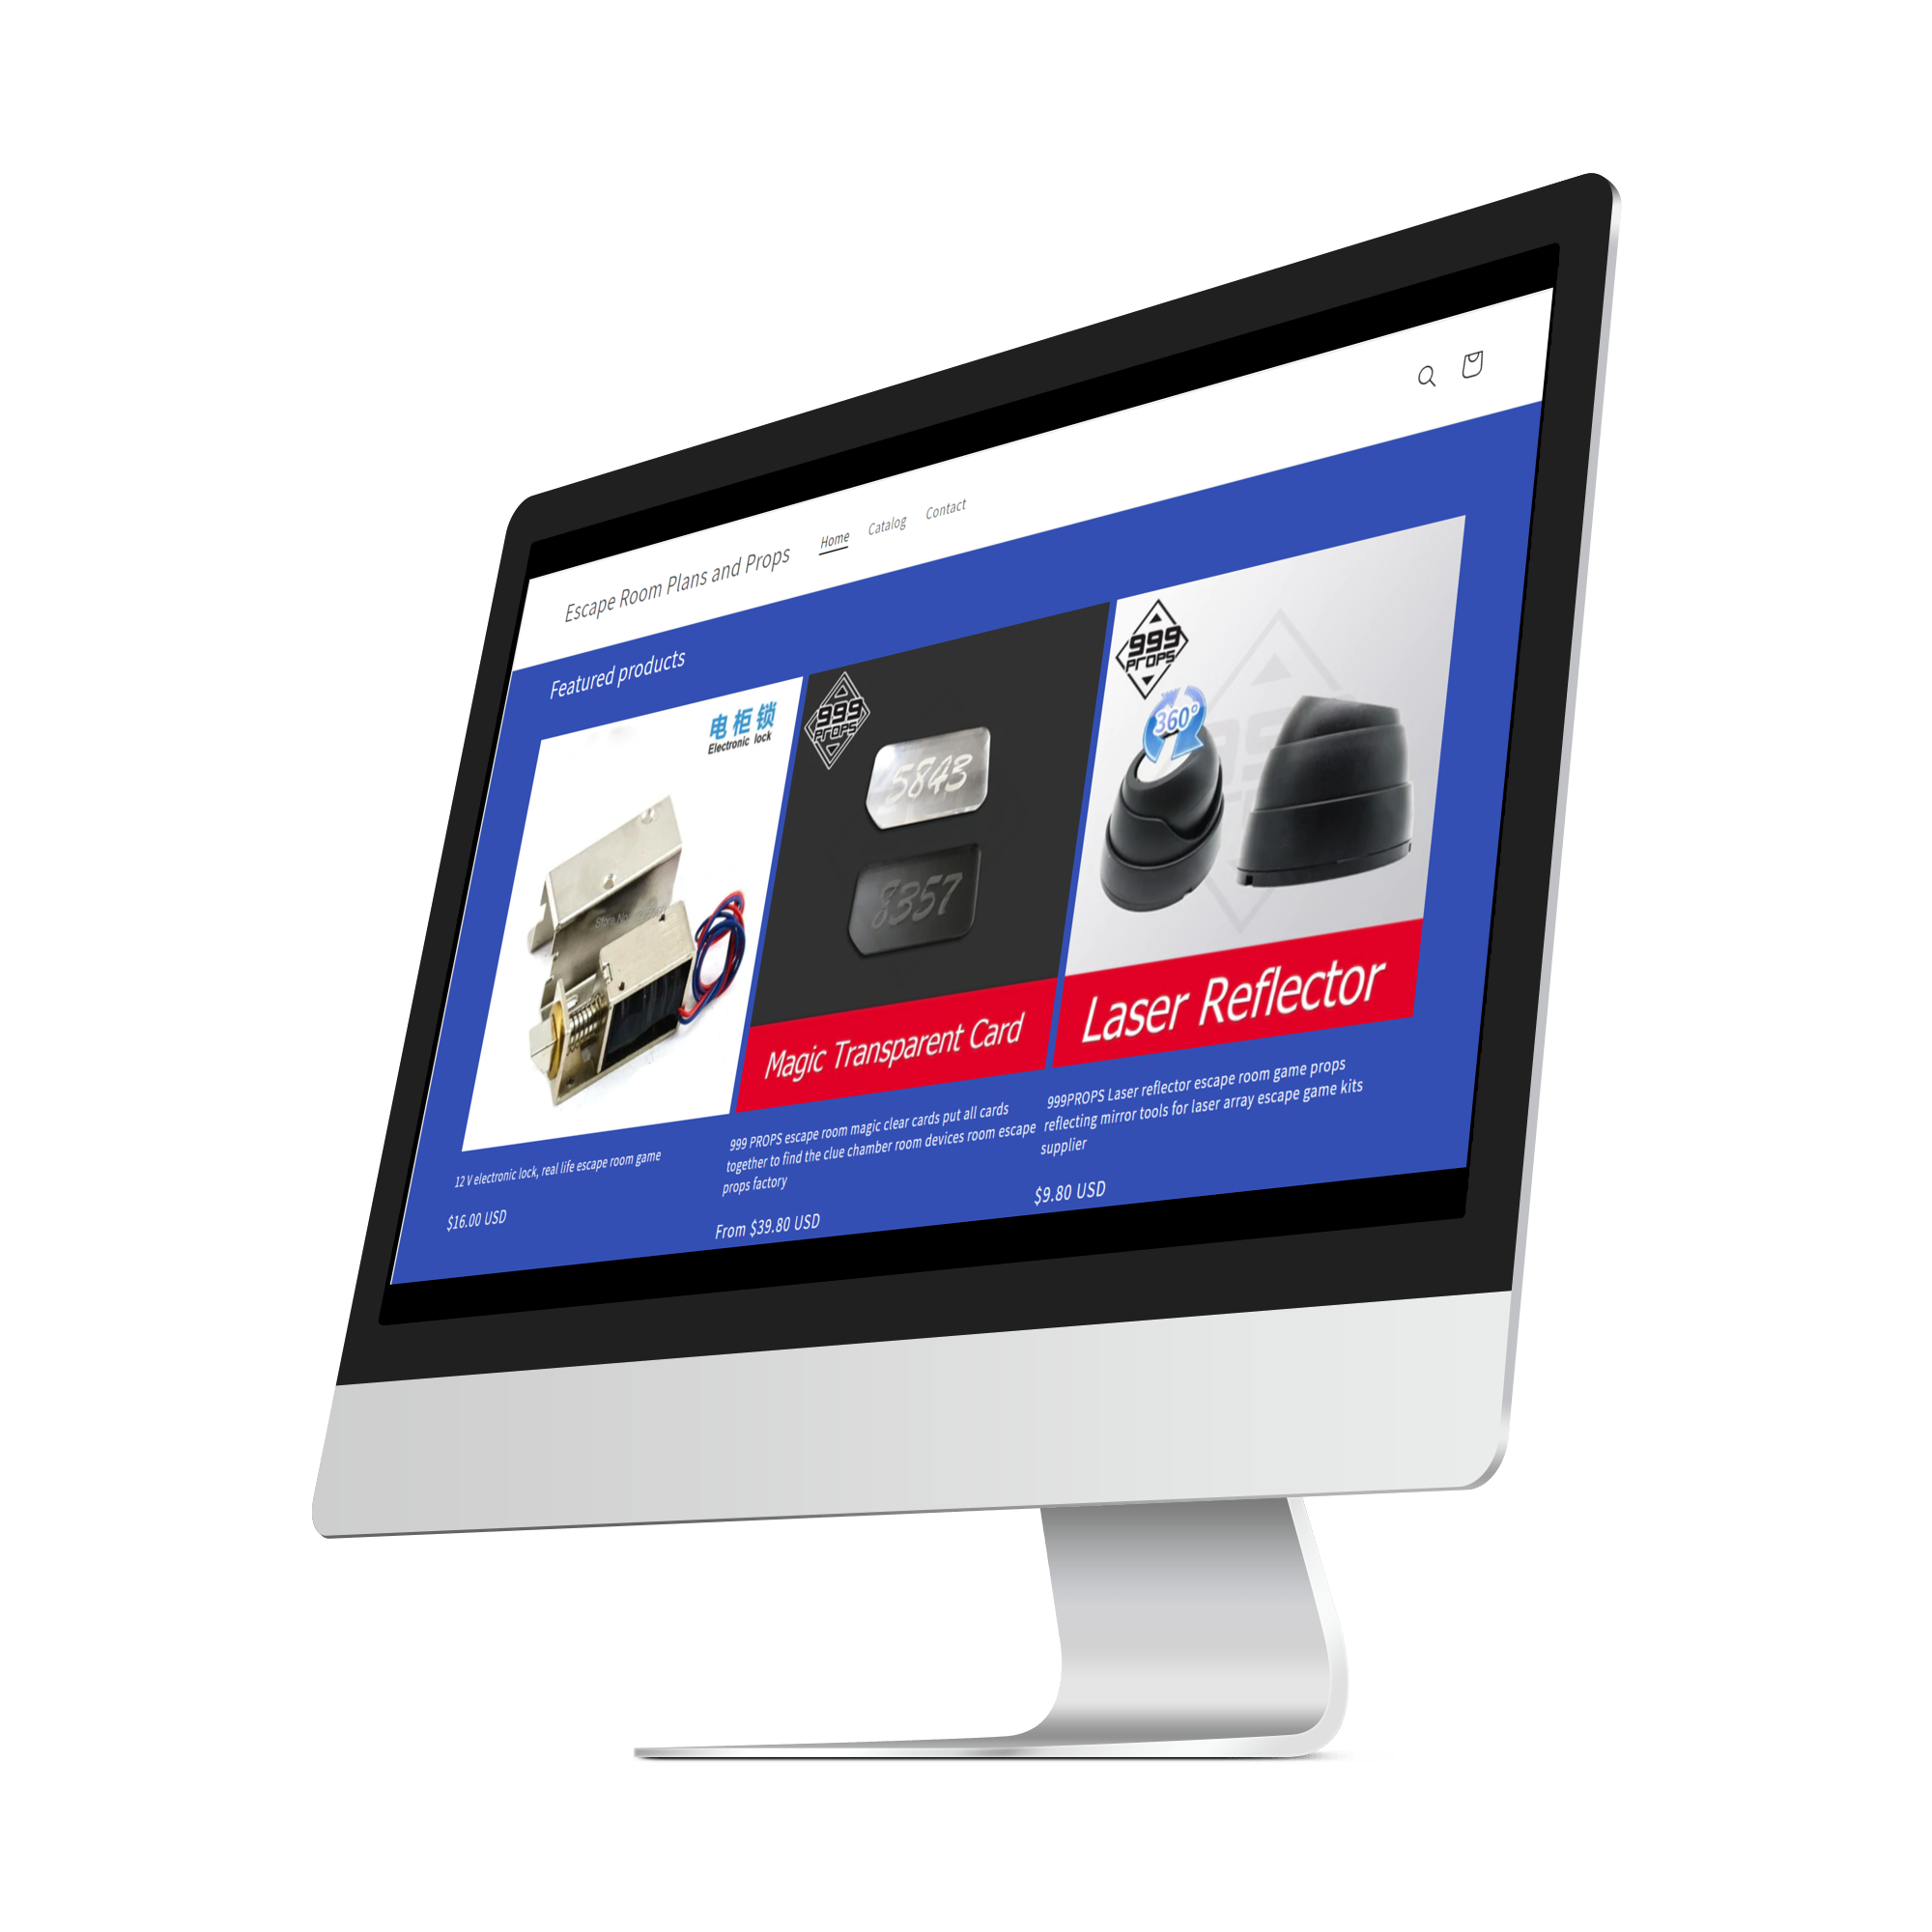 Escape Room Plans and Props
Home
Catalog
Contact
Featured products
电柜锁
Electronic lock
12 V electronic lock, real life escape room game
$16.00 USD
999
PROPS
5843
8357
Magic Transparent Card
999 PROPS escape room magic clear cards put all cards
together to find the clue chamber room devices room escape
props factory
From $39.80 USD
999
PROPS
360°
Laser Reflector
999PROPS Laser reflector escape room game props
reflecting mirror tools for laser array escape game kits
supplier
$9.80 USD